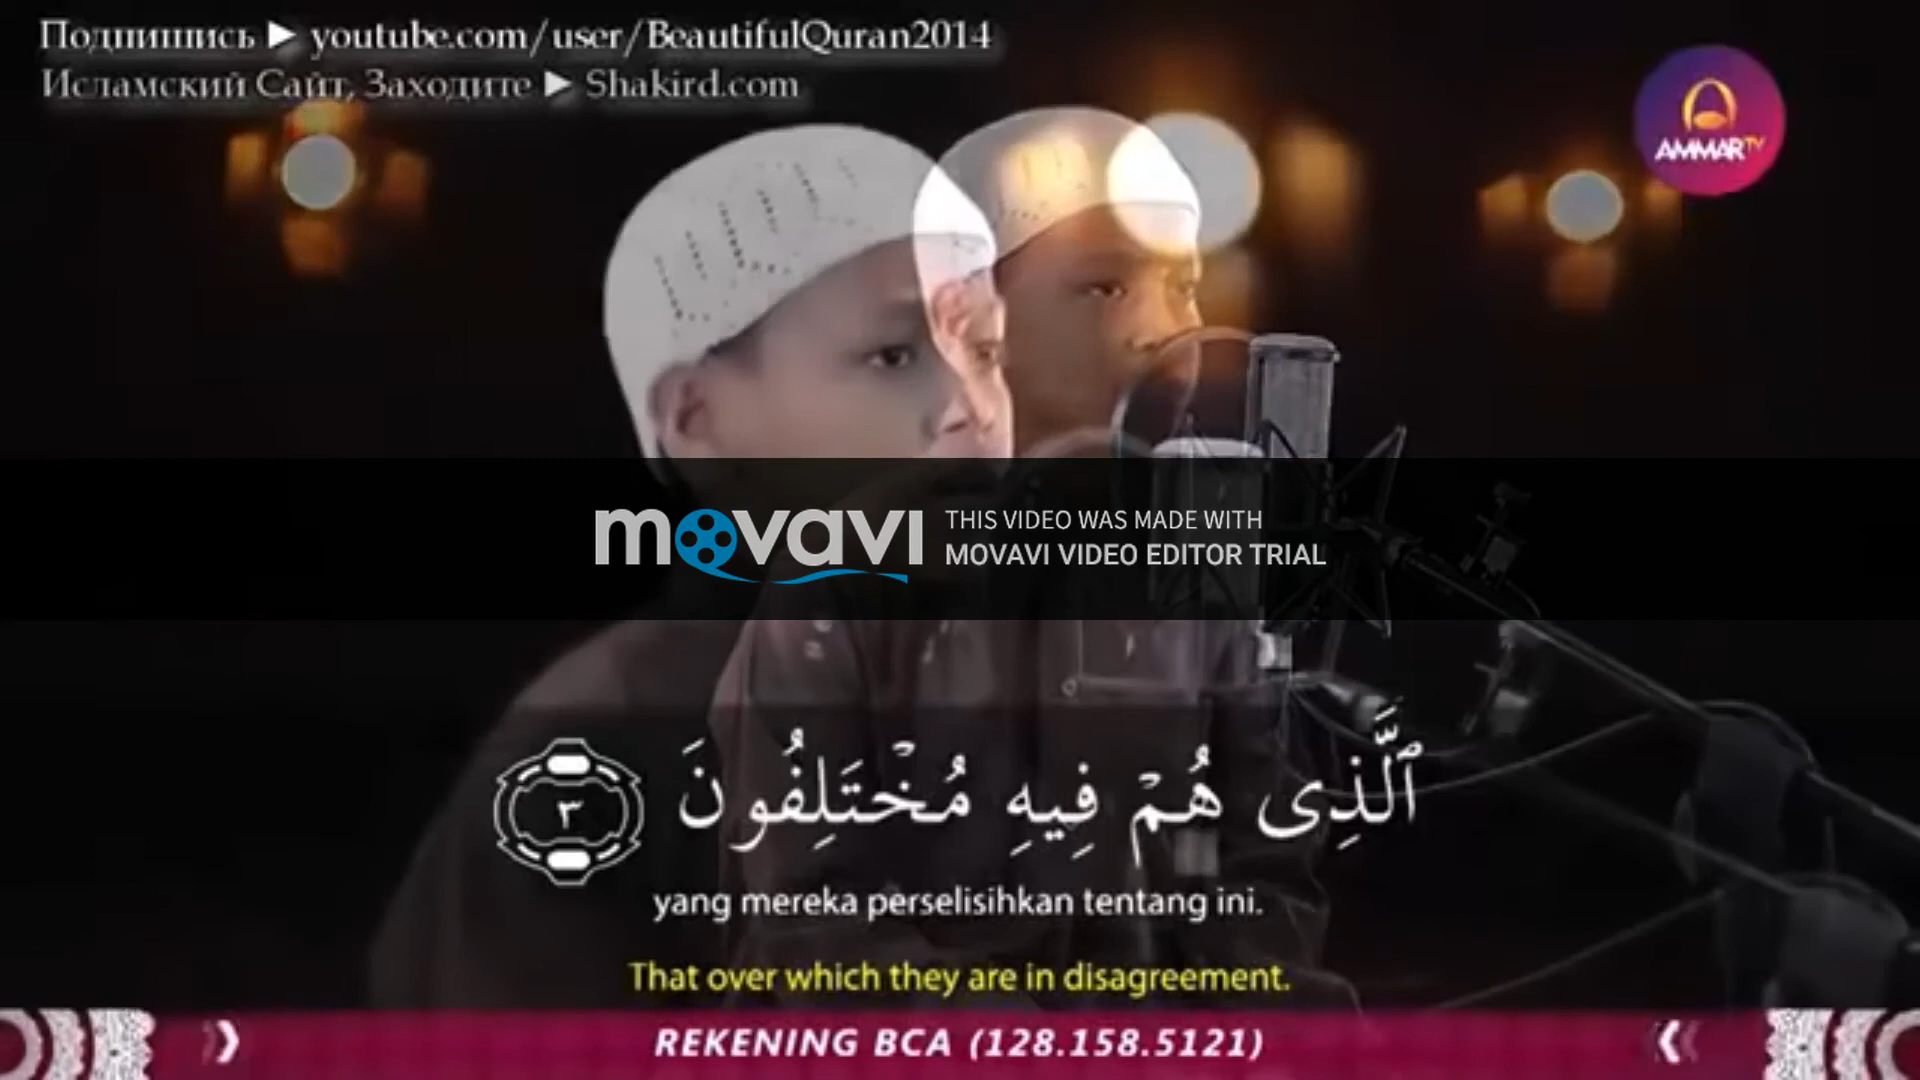 Подпишись ► youtube.com/user/BeautifulQuran2014
Исламский Сайт, Заходите ► Shakird.com
AMMAR TV
movavi
THIS VIDEO WAS MADE WITH
MOVAVI VIDEO EDITOR TRIAL
ٱلَّذِى هُمْ فِيهِ مُخْتَلِفُونَ ٣
yang mereka perselisihkan tentang ini.
That over which they are in disagreement.
REKENING BCA (128.158.5121)